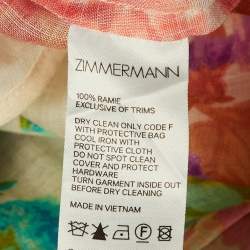 ZIMMERMANN
100% RAMIE
EXCLUSIVE OF TRIMS
DRY CLEAN ONLY CODE F
WITH PROTECTIVE BAG
COOL IRON WITH
PROTECTIVE CLOTH
DO NOT SPOT CLEAN
COVER AND PROTECT
HARDWARE
TURN GARMENT INSIDE OUT
BEFORE DRY CLEANING
MADE IN VIETNAM